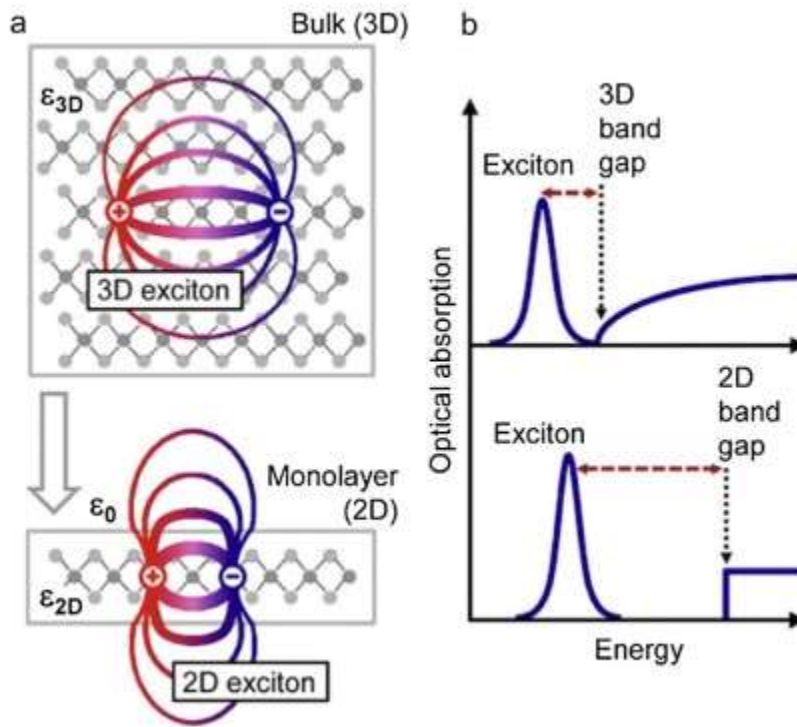 a
Bulk (3D)
ε3D
+
−
3D exciton
Monolayer
(2D)
ε0
+
−
ε2D
2D exciton
b
3D
band
gap
Exciton
Optical absorption
2D
band
gap
Exciton
Energy